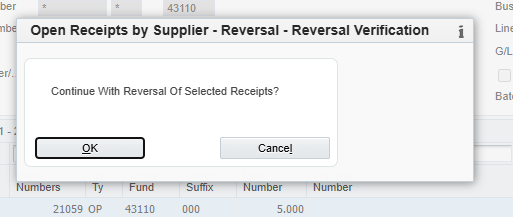 mber * * 43110 Bus
Open Receipts by Supplier - Reversal - Reversal Verification i
Line
G/L
Continue With Reversal Of Selected Receipts?
er/..
Batc
1 - 2
OK Cancel
Numbers Ty Fund Suffix Number Number
21059 OP 43110 000 5.000